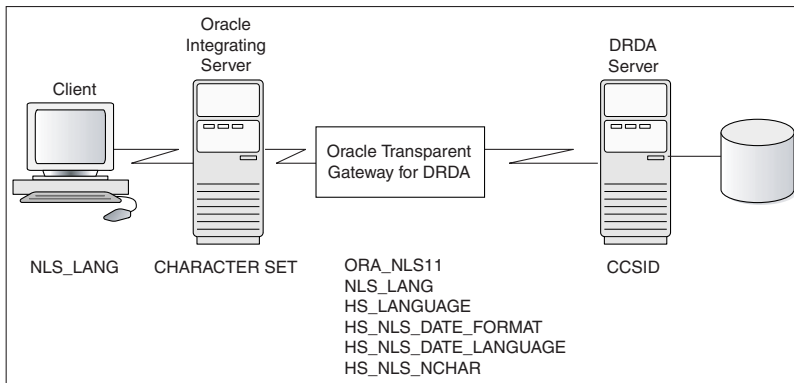 Oracle
Integrating
Server
DRDA
Server
Client
Oracle Transparent
Gateway for DRDA
NLS_LANG
CHARACTER SET
ORA_NLS11
NLS_LANG
HS_LANGUAGE
HS_NLS_DATE_FORMAT
HS_NLS_DATE_LANGUAGE
HS_NLS_NCHAR
CCSID